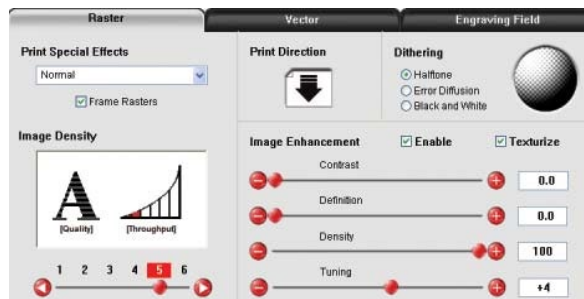 Raster
Vector
Engraving Field
Print Special Effects
Normal
Frame Rasters
Image Density
A
[Quality]
[Throughput]
1 2 3 4 5 6
Print Direction
Dithering
Halftone
Error Diffusion
Black and White
Image Enhancement
Enable
Texturize
Contrast
0.0
Definition
0.0
Density
100
Tuning
+4